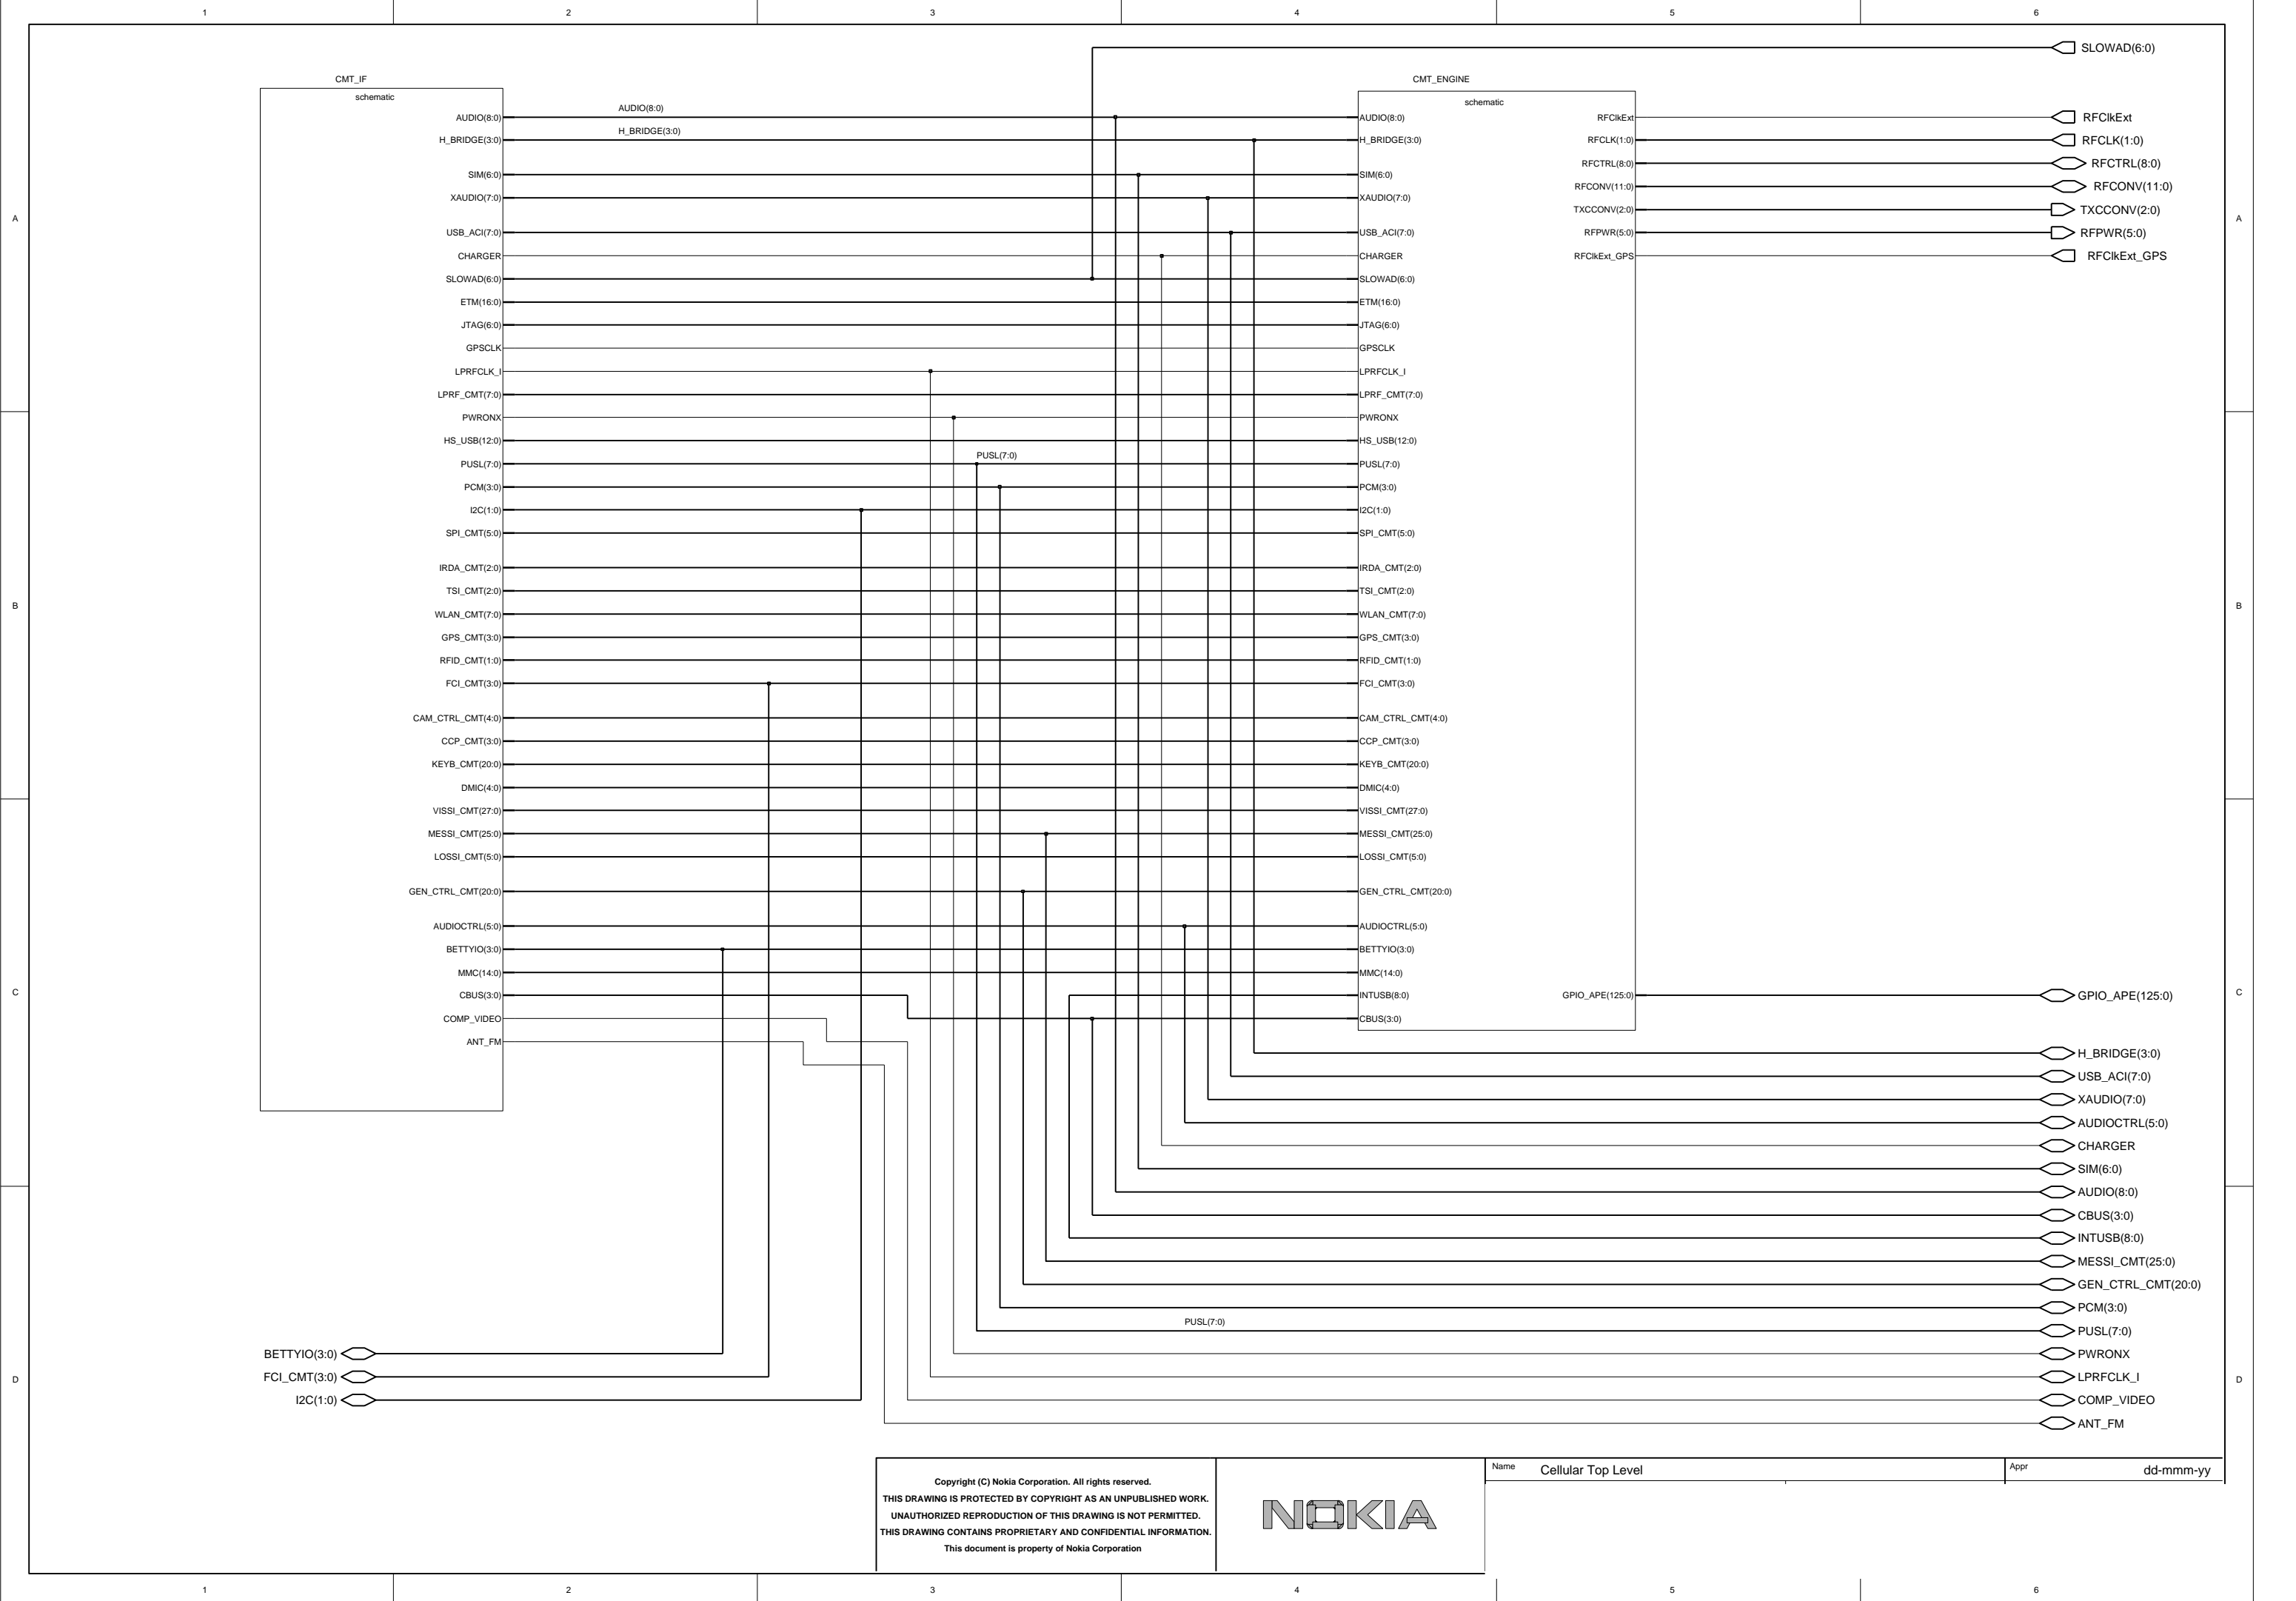 1 2 3 4 5 6
SLOWAD(6:0)
CMT_IF
schematic
AUDIO(8:0)
H_BRIDGE(3:0)
SIM(6:0)
XAUDIO(7:0)
USB_ACI(7:0)
CHARGER
SLOWAD(6:0)
ETM(16:0)
JTAG(6:0)
GPSCLK
LPRFCLK_I
LPRF_CMT(7:0)
PWRONX
HS_USB(12:0)
PUSL(7:0)
PCM(3:0)
I2C(1:0)
SPI_CMT(5:0)
IRDA_CMT(2:0)
TSI_CMT(2:0)
WLAN_CMT(7:0)
GPS_CMT(3:0)
RFID_CMT(1:0)
FCI_CMT(3:0)
CAM_CTRL_CMT(4:0)
CCP_CMT(3:0)
KEYB_CMT(20:0)
DMIC(4:0)
VISSI_CMT(27:0)
MESSI_CMT(25:0)
LOSSI_CMT(5:0)
GEN_CTRL_CMT(20:0)
AUDIOCTRL(5:0)
BETTYIO(3:0)
MMC(14:0)
CBUS(3:0)
COMP_VIDEO
ANT_FM
AUDIO(8:0)
H_BRIDGE(3:0)
PUSL(7:0)
CMT_ENGINE
schematic
AUDIO(8:0)
H_BRIDGE(3:0)
SIM(6:0)
XAUDIO(7:0)
USB_ACI(7:0)
CHARGER
SLOWAD(6:0)
ETM(16:0)
JTAG(6:0)
GPSCLK
LPRFCLK_I
LPRF_CMT(7:0)
PWRONX
HS_USB(12:0)
PUSL(7:0)
PCM(3:0)
I2C(1:0)
SPI_CMT(5:0)
IRDA_CMT(2:0)
TSI_CMT(2:0)
WLAN_CMT(7:0)
GPS_CMT(3:0)
RFID_CMT(1:0)
FCI_CMT(3:0)
CAM_CTRL_CMT(4:0)
CCP_CMT(3:0)
KEYB_CMT(20:0)
DMIC(4:0)
VISSI_CMT(27:0)
MESSI_CMT(25:0)
LOSSI_CMT(5:0)
GEN_CTRL_CMT(20:0)
AUDIOCTRL(5:0)
BETTYIO(3:0)
MMC(14:0)
INTUSB(8:0)
CBUS(3:0)
RFClkExt
RFCLK(1:0)
RFCTRL(8:0)
RFCONV(11:0)
TXCCONV(2:0)
RFPWR(5:0)
RFClkExt_GPS
GPIO_APE(125:0)
RFClkExt
RFCLK(1:0)
RFCTRL(8:0)
RFCONV(11:0)
TXCCONV(2:0)
RFPWR(5:0)
RFClkExt_GPS
GPIO_APE(125:0)
H_BRIDGE(3:0)
USB_ACI(7:0)
XAUDIO(7:0)
AUDIOCTRL(5:0)
CHARGER
SIM(6:0)
AUDIO(8:0)
CBUS(3:0)
INTUSB(8:0)
MESSI_CMT(25:0)
GEN_CTRL_CMT(20:0)
PCM(3:0)
PUSL(7:0)
PUSL(7:0)
PWRONX
LPRFCLK_I
COMP_VIDEO
ANT_FM
BETTYIO(3:0)
FCI_CMT(3:0)
I2C(1:0)
A A
B B
C C
D D
Copyright (C) Nokia Corporation. All rights reserved.
THIS DRAWING IS PROTECTED BY COPYRIGHT AS AN UNPUBLISHED WORK.
UNAUTHORIZED REPRODUCTION OF THIS DRAWING IS NOT PERMITTED.
THIS DRAWING CONTAINS PROPRIETARY AND CONFIDENTIAL INFORMATION.
This document is property of Nokia Corporation
NOKIA
Name Cellular Top Level
Appr dd-mmm-yy
1 2 3 4 5 6